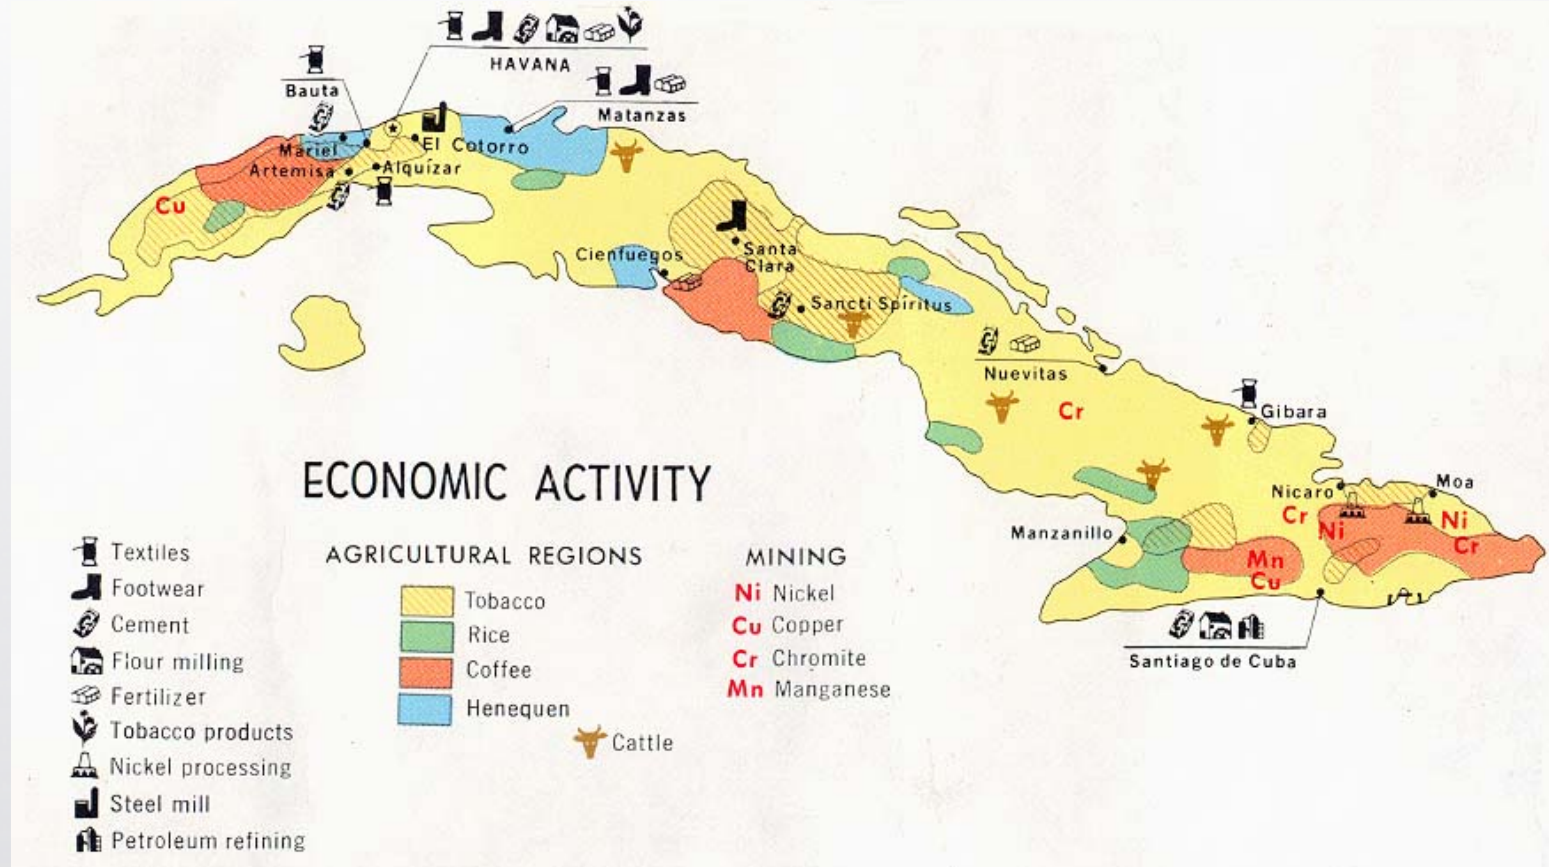 HAVANA
Bauta
Matanzas
Mariel
El Cotorro
Artemisa
Alquízar
Cu
Cienfuegos
Santa
Clara
Sancti Spíritus
Nuevitas
Cr
Gibara
Nicaro
Moa
Cr
Ni
Ni
Cr
Manzanillo
Mn
Cu
Santiago de Cuba
ECONOMIC ACTIVITY
Textiles
Footwear
Cement
Flour milling
Fertilizer
Tobacco products
Nickel processing
Steel mill
Petroleum refining
AGRICULTURAL REGIONS
Tobacco
Rice
Coffee
Henequen
Cattle
MINING
Ni Nickel
Cu Copper
Cr Chromite
Mn Manganese